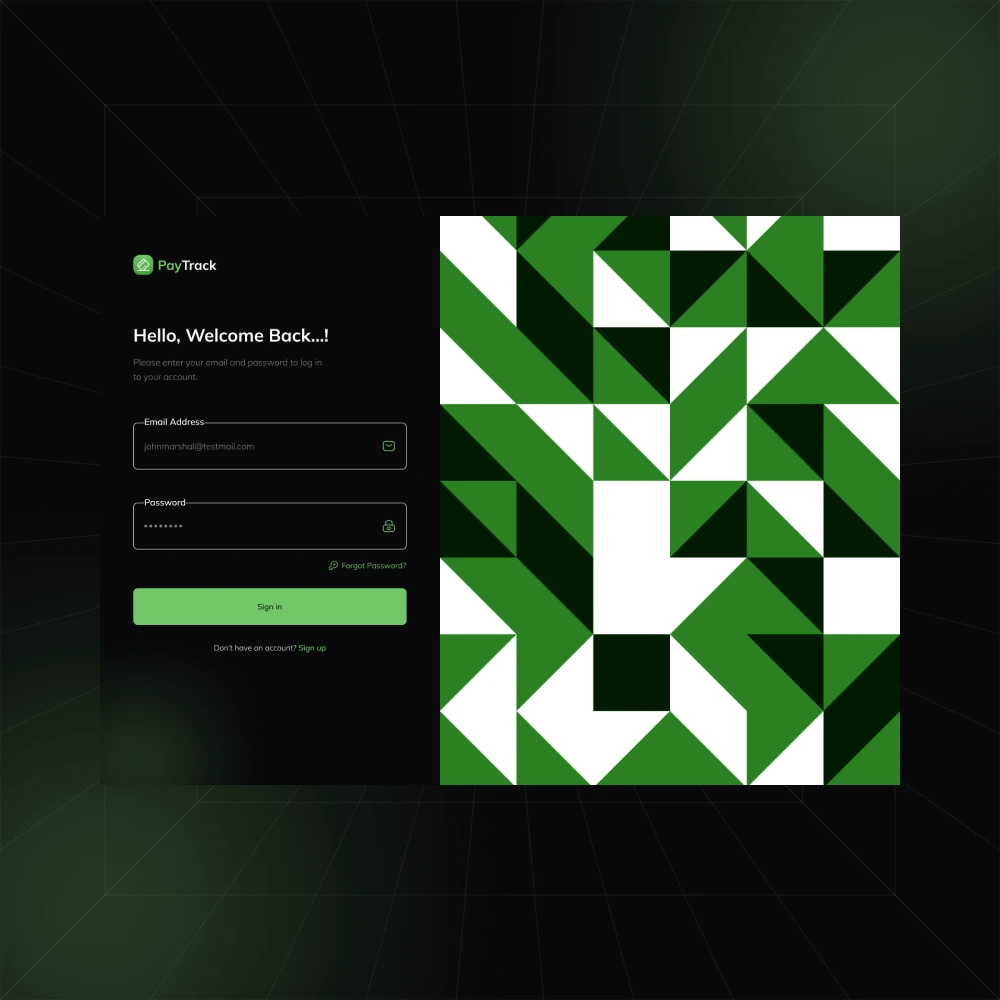 PayTrack
Hello, Welcome Back...!
Please enter your email and password to log in
to your account.
Email Address
johnmarshal@testmail.com
Password
••••••••
Forgot Password?
Sign in
Don't have an account? Sign up